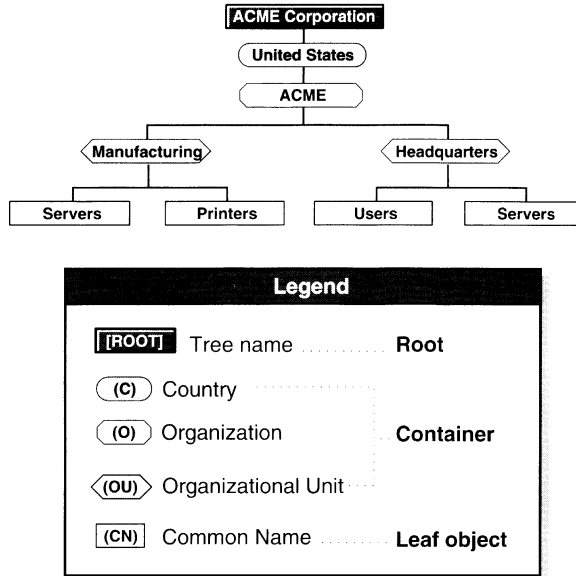 ACME Corporation
United States
ACME
Manufacturing Headquarters
Servers Printers Users Servers
Legend
[ROOT] Tree name Root
(C) Country
(O) Organization Container
(OU) Organizational Unit
(CN) Common Name Leaf object